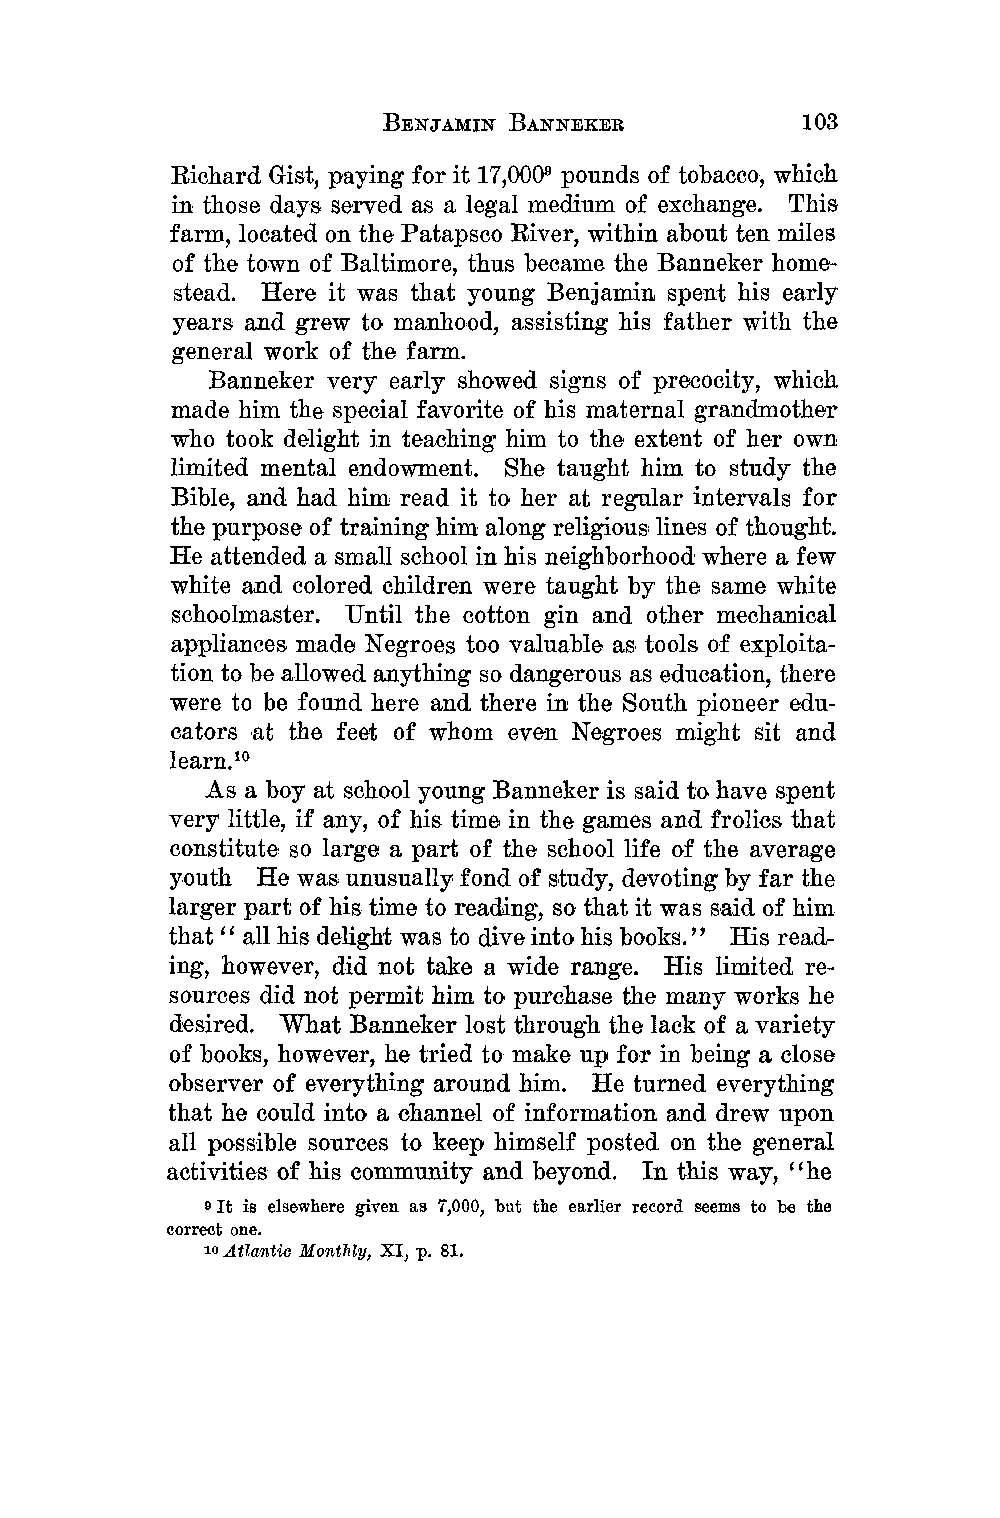 BENJAMIN BANNEKER 103
Richard Gist, paying for it 17,000⁹ pounds of tobacco, which
in those days served as a legal medium of exchange. This
farm, located on the Patapsco River, within about ten miles
of the town of Baltimore, thus became the Banneker home-
stead. Here it was that young Benjamin spent his early
years and grew to manhood, assisting his father with the
general work of the farm.
Banneker very early showed signs of precocity, which
made him the special favorite of his maternal grandmother
who took delight in teaching him to the extent of her own
limited mental endowment. She taught him to study the
Bible, and had him read it to her at regular intervals for
the purpose of training him along religious lines of thought.
He attended a small school in his neighborhood where a few
white and colored children were taught by the same white
schoolmaster. Until the cotton gin and other mechanical
appliances made Negroes too valuable as tools of exploita-
tion to be allowed anything so dangerous as education, there
were to be found here and there in the South pioneer edu-
cators at the feet of whom even Negroes might sit and
learn.¹⁰
As a boy at school young Banneker is said to have spent
very little, if any, of his time in the games and frolics that
constitute so large a part of the school life of the average
youth He was unusually fond of study, devoting by far the
larger part of his time to reading, so that it was said of him
that " all his delight was to dive into his books." His read-
ing, however, did not take a wide range. His limited re-
sources did not permit him to purchase the many works he
desired. What Banneker lost through the lack of a variety
of books, however, he tried to make up for in being a close
observer of everything around him. He turned everything
that he could into a channel of information and drew upon
all possible sources to keep himself posted on the general
activities of his community and beyond. In this way, "he
⁹ It is elsewhere given as 7,000, but the earlier record seems to be the
correct one.
¹⁰ Atlantic Monthly, XI, p. 81.